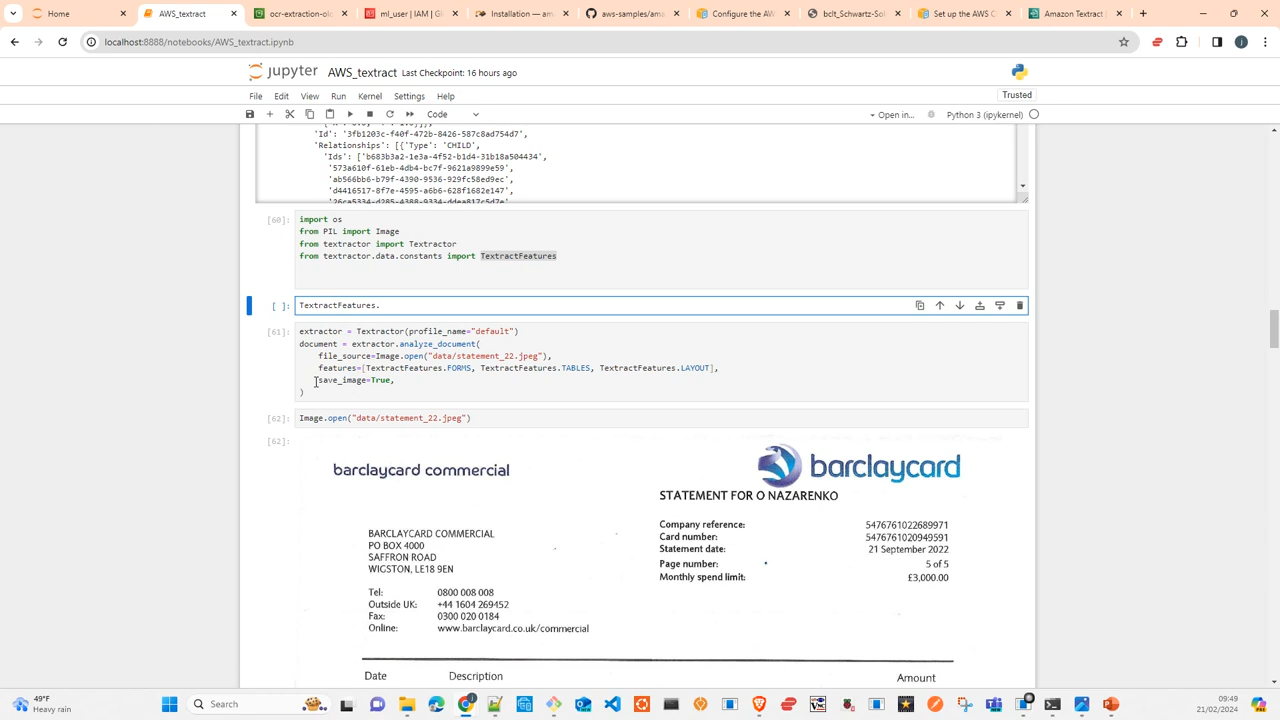 Home
AWS_textract
ocr-extraction-ol
ml_user | IAM | Gl
Installation — am
aws-samples/ama
Configure the AW
bclt_Schwartz-Sol
Set up the AWS C
Amazon Textract
localhost:8888/notebooks/AWS_textract.ipynb
jupyter AWS_textract Last Checkpoint: 16 hours ago
File Edit View Run Kernel Settings Help
Trusted
Code
Open in...
Python 3 (ipykernel)
'Id': '3fb1203c-f40f-472b-8426-587c8ad754d7',
'Relationships': [{'Type': 'CHILD',
'Ids': ['b683b3a2-1e3a-4f52-b1d4-31b18a504434',
'573a610f-61eb-4db4-bc7f-9621a9899e59',
'ab566bb6-b79f-4390-9536-929fc58ed9ec',
'd4416517-8f7e-4595-a6b6-628f1682e147',
'26ca5334-d285-4388-9334-ddea817c5d7e',
[60]:
import os
from PIL import Image
from textractor import Textractor
from textractor.data.constants import TextractFeatures
[ ]: TextractFeatures.
[61]: extractor = Textractor(profile_name="default")
document = extractor.analyze_document(
file_source=Image.open("data/statement_22.jpeg"),
features=[TextractFeatures.FORMS, TextractFeatures.TABLES, TextractFeatures.LAYOUT],
save_image=True,
)
[62]: Image.open("data/statement_22.jpeg")
[62]:
barclaycard commercial
barclaycard
STATEMENT FOR O NAZARENKO
Company reference: 5476761022689971
Card number: 5476761020949591
Statement date: 21 September 2022
Page number: 5 of 5
Monthly spend limit: £3,000.00
BARCLAYCARD COMMERCIAL
PO BOX 4000
SAFFRON ROAD
WIGSTON, LE18 9EN
Tel: 0800 008 008
Outside UK: +44 1604 269452
Fax: 0300 020 0184
Online: www.barclaycard.co.uk/commercial
Date Description Amount
49°F
Heavy rain
Search
09:49
21/02/2024